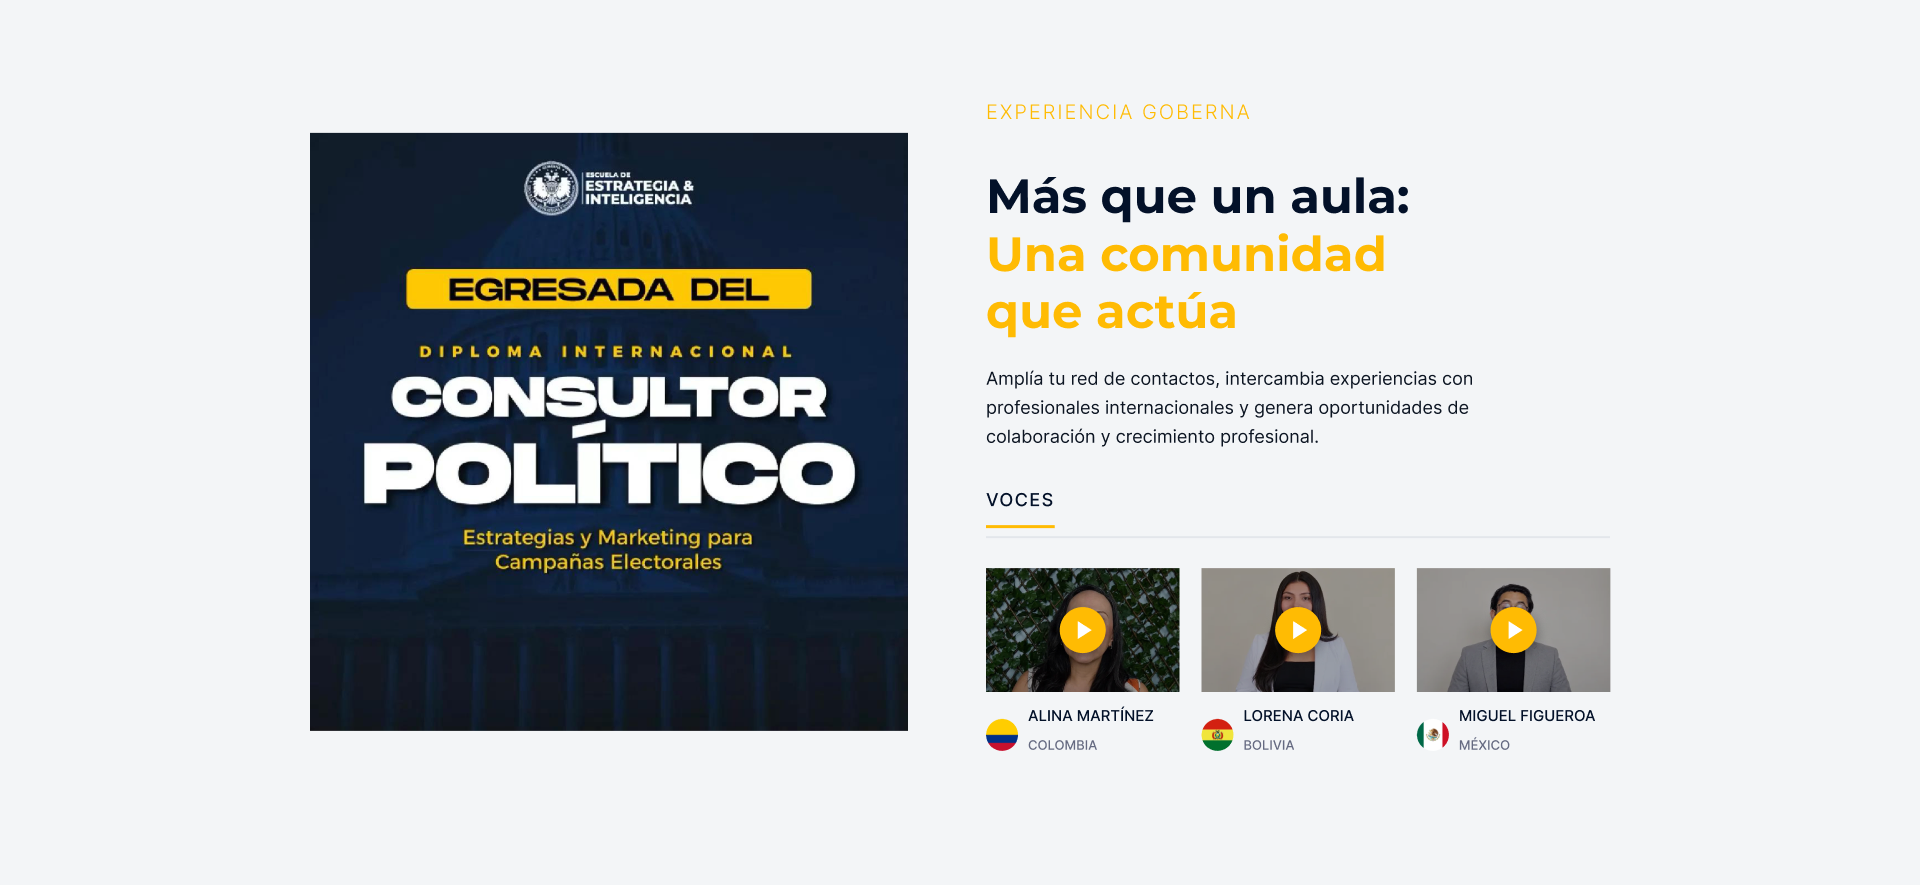 ESCUELA DE
ESTRATEGIA &
INTELIGENCIA
EGRESADA DEL
DIPLOMA INTERNACIONAL
CONSULTOR
POLÍTICO
Estrategias y Marketing para
Campañas Electorales
EXPERIENCIA GOBERNA
Más que un aula:
Una comunidad
que actúa
Amplía tu red de contactos, intercambia experiencias con
profesionales internacionales y genera oportunidades de
colaboración y crecimiento profesional.
VOCES
ALINA MARTÍNEZ
COLOMBIA
LORENA CORIA
BOLIVIA
MIGUEL FIGUEROA
MÉXICO